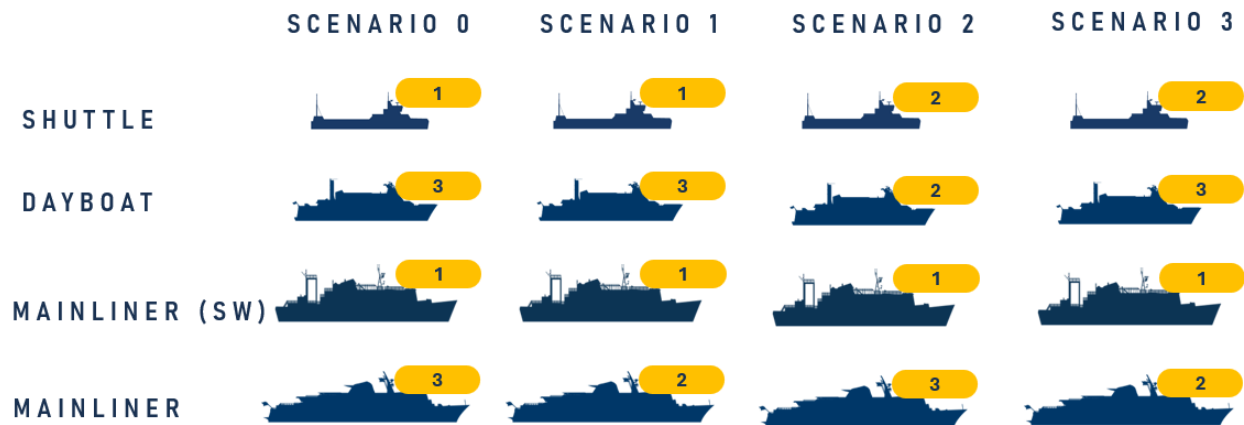 SCENARIO 0 SCENARIO 1 SCENARIO 2 SCENARIO 3
SHUTTLE 1 1 2 2
DAYBOAT 3 3 2 3
MAINLINER (SW) 1 1 1 1
MAINLINER 3 2 3 2